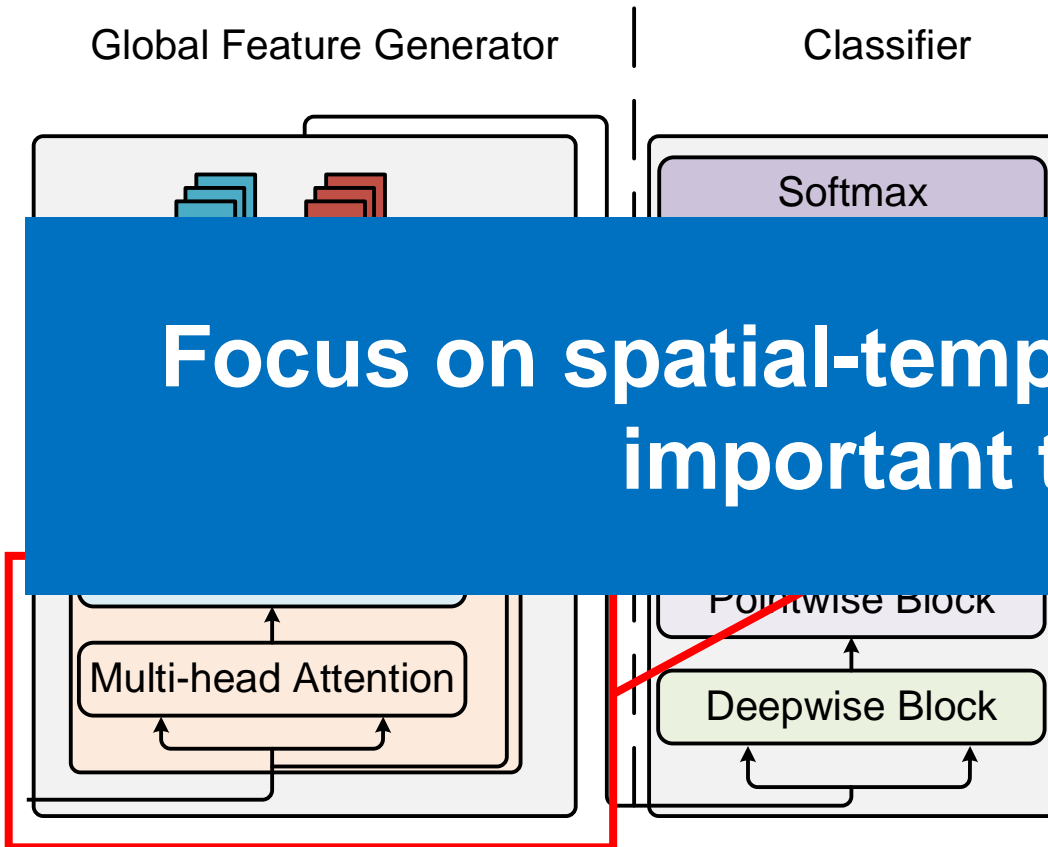 Global Feature Generator
Classifier
Softmax
Focus on spatial-temp
important t
Pointwise Block
Multi-head Attention
Deepwise Block